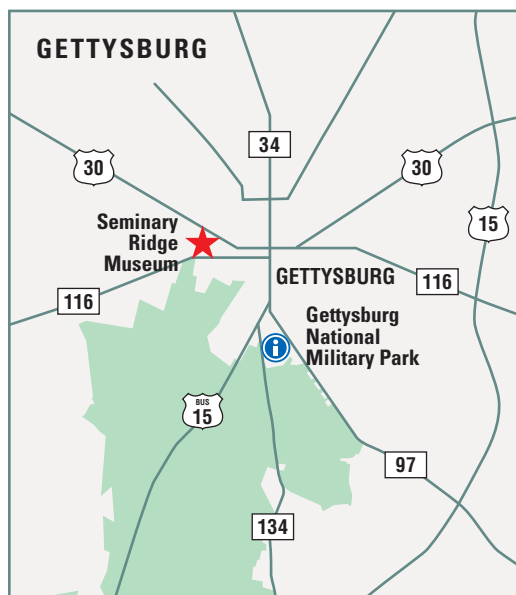 GETTYSBURG
34
30
30
15
Seminary
Ridge
Museum
GETTYSBURG
116
116
Gettysburg
National
Military Park
BUS
15
97
134